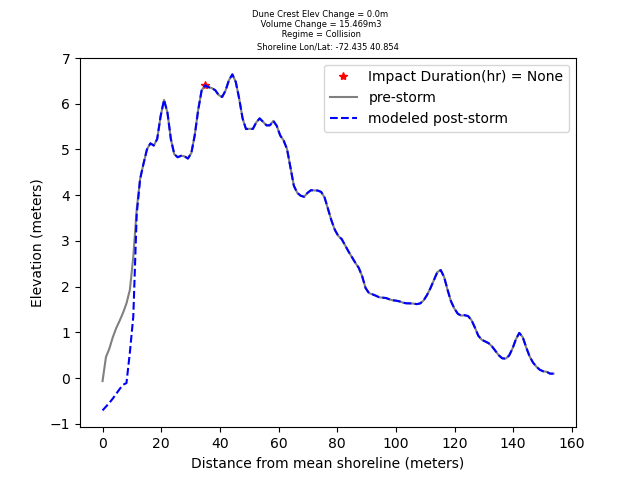 Dune Crest Elev Change = 0.0m
Volume Change = 15.469m3
Regime = Collision
Shoreline Lon/Lat: -72.435 40.854
Impact Duration(hr) = None
pre-storm
modeled post-storm
7
6
5
4
3
2
1
0
−1
Elevation (meters)
0 20 40 60 80 100 120 140 160
Distance from mean shoreline (meters)